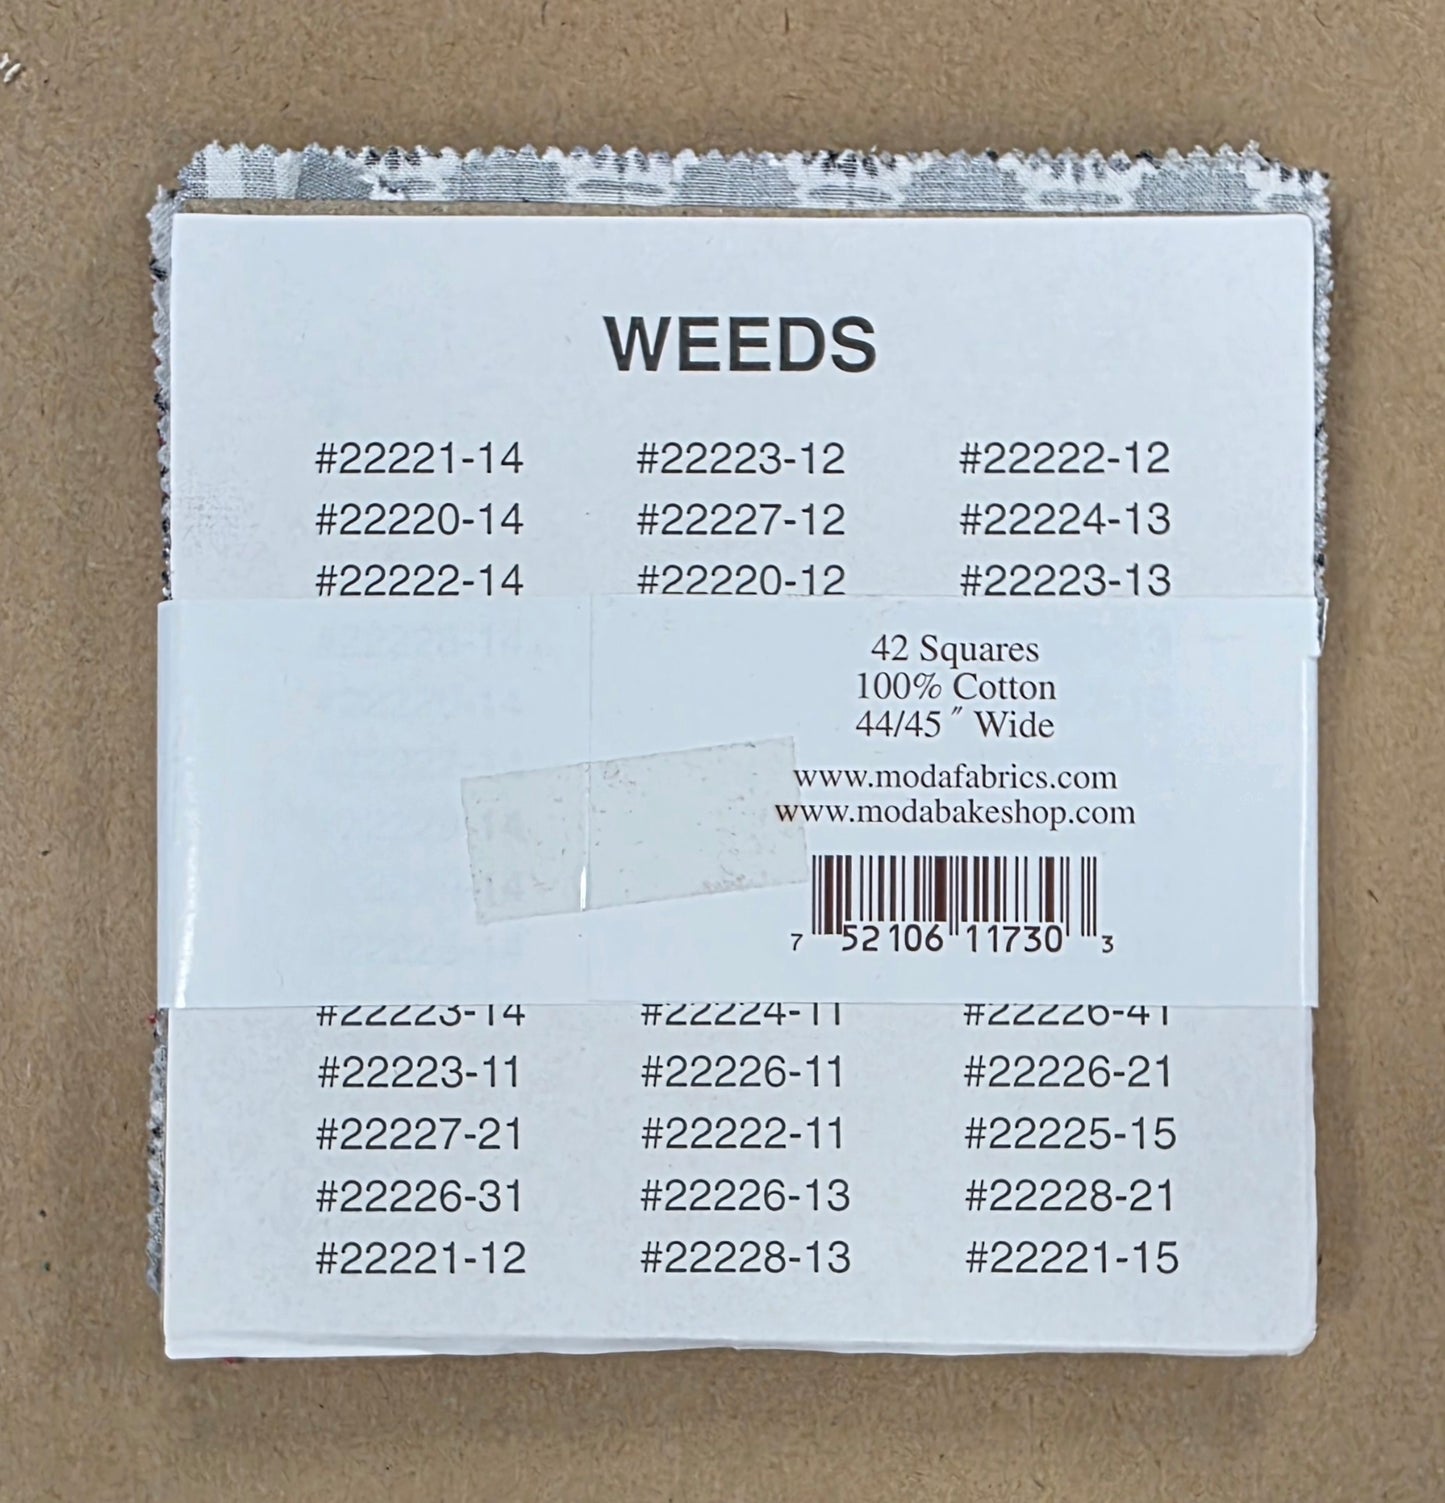 WEEDS
#22221-14 #22223-12 #22222-12
#22220-14 #22227-12 #22224-13
#22222-14 #22220-12 #22223-13
42 Squares
100% Cotton
44/45 ″ Wide
www.modafabrics.com
www.modabakeshop.com
7 52106 11730 3
#22223-14 #22224-11 #22226-41
#22223-11 #22226-11 #22226-21
#22227-21 #22222-11 #22225-15
#22226-31 #22226-13 #22228-21
#22221-12 #22228-13 #22221-15